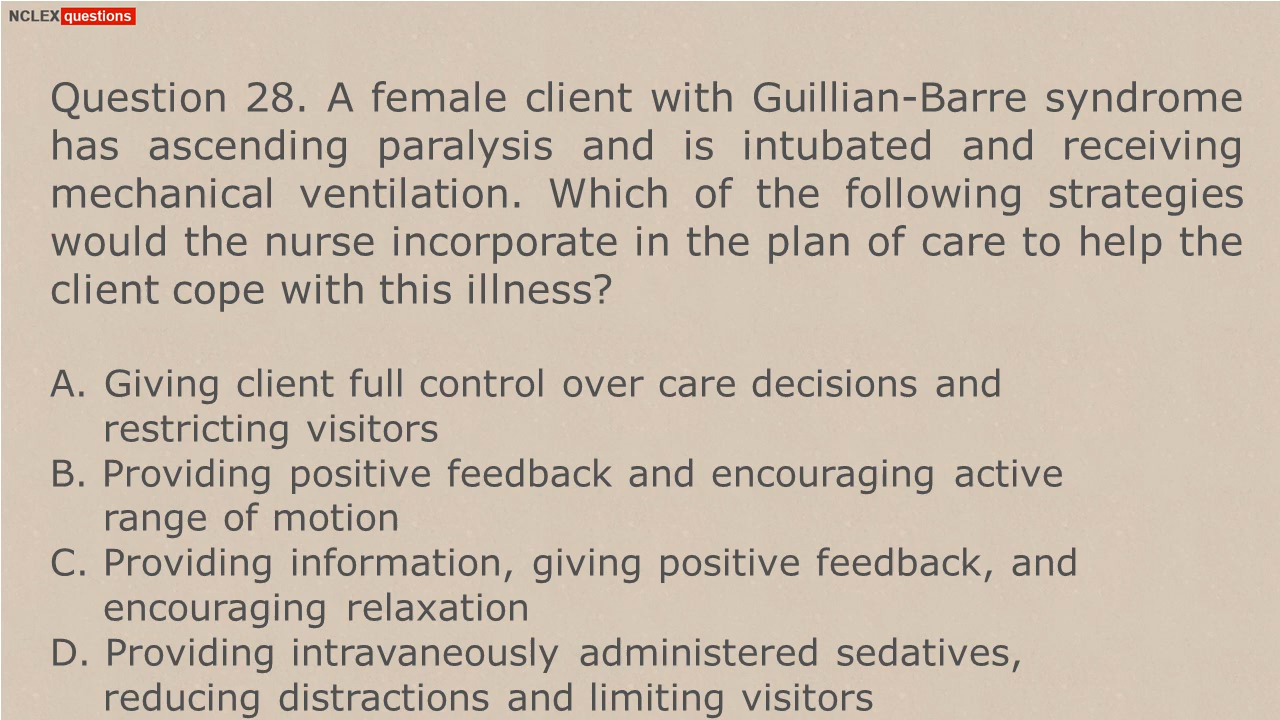 NCLEX questions
Question 28. A female client with Guillian-Barre syndrome
has ascending paralysis and is intubated and receiving
mechanical ventilation. Which of the following strategies
would the nurse incorporate in the plan of care to help the
client cope with this illness?
A. Giving client full control over care decisions and
restricting visitors
B. Providing positive feedback and encouraging active
range of motion
C. Providing information, giving positive feedback, and
encouraging relaxation
D. Providing intravaneously administered sedatives,
reducing distractions and limiting visitors